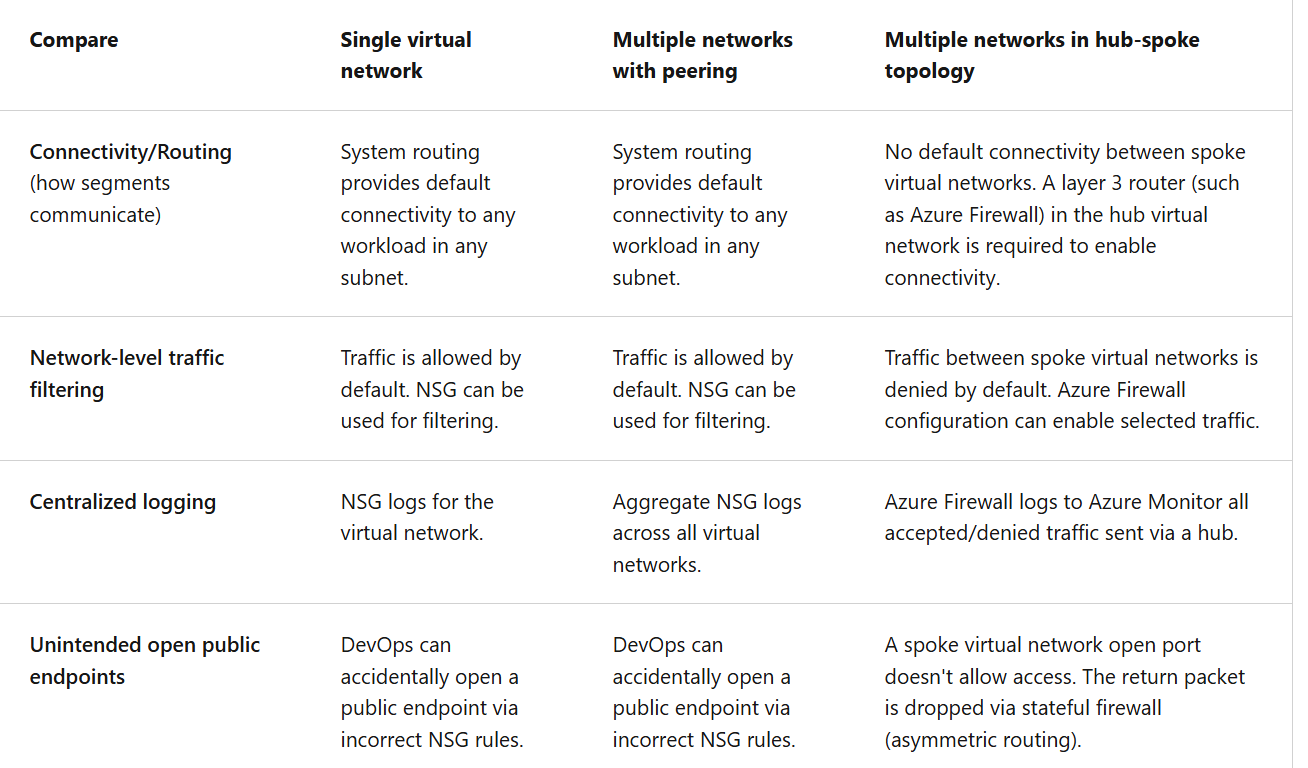 Compare
Single virtual
network
Multiple networks
with peering
Multiple networks in hub-spoke
topology
Connectivity/Routing
(how segments
communicate)
System routing
provides default
connectivity to any
workload in any
subnet.
System routing
provides default
connectivity to any
workload in any
subnet.
No default connectivity between spoke
virtual networks. A layer 3 router (such
as Azure Firewall) in the hub virtual
network is required to enable
connectivity.
Network-level traffic
filtering
Traffic is allowed by
default. NSG can be
used for filtering.
Traffic is allowed by
default. NSG can be
used for filtering.
Traffic between spoke virtual networks is
denied by default. Azure Firewall
configuration can enable selected traffic.
Centralized logging
NSG logs for the
virtual network.
Aggregate NSG logs
across all virtual
networks.
Azure Firewall logs to Azure Monitor all
accepted/denied traffic sent via a hub.
Unintended open public
endpoints
DevOps can
accidentally open a
public endpoint via
incorrect NSG rules.
DevOps can
accidentally open a
public endpoint via
incorrect NSG rules.
A spoke virtual network open port
doesn't allow access. The return packet
is dropped via stateful firewall
(asymmetric routing).